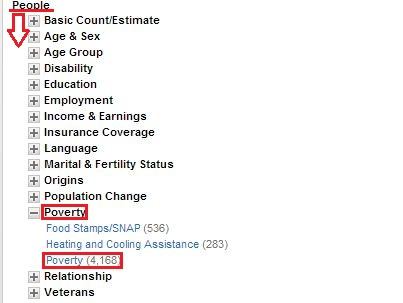 People
Basic Count/Estimate
Age & Sex
Age Group
Disability
Education
Employment
Income & Earnings
Insurance Coverage
Language
Marital & Fertility Status
Origins
Population Change
Poverty
Food Stamps/SNAP (536)
Heating and Cooling Assistance (283)
Poverty (4,168)
Relationship
Veterans